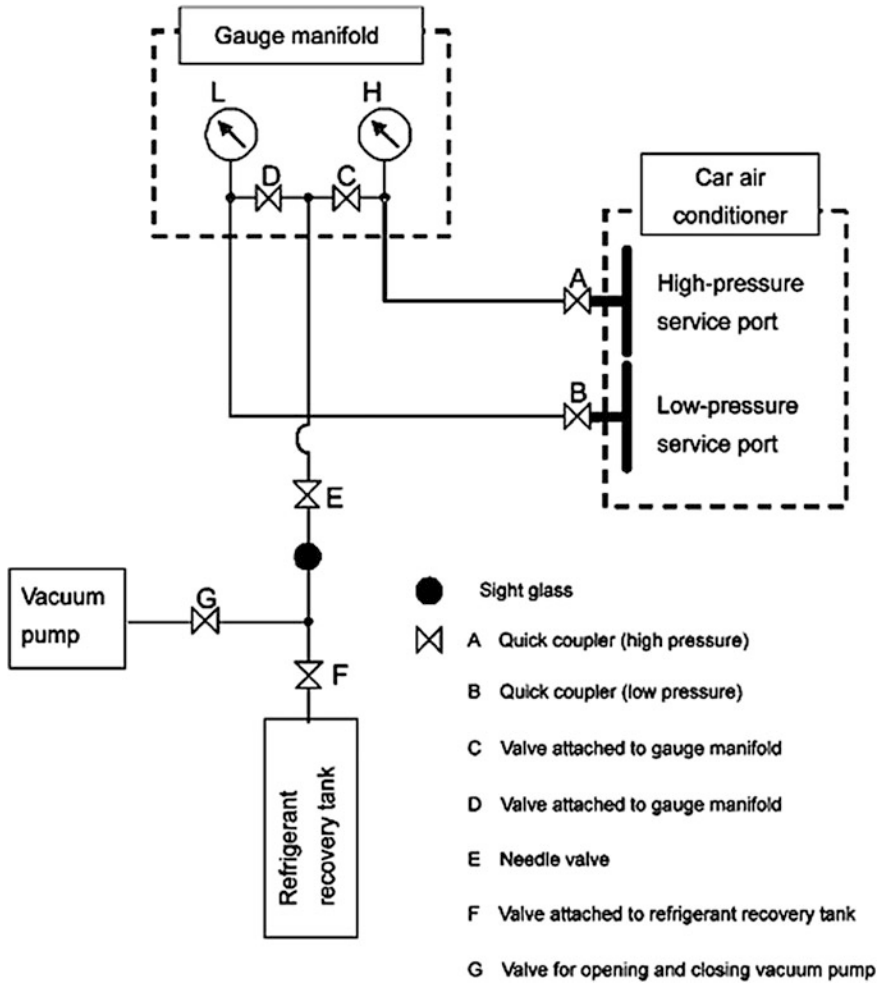 Gauge manifold
L
H
D
C
Car air
conditioner
A
High-pressure
service port
B
Low-pressure
service port
E
Vacuum
pump
G
F
Refrigerant
recovery tank
Sight glass
A Quick coupler (high pressure)
B Quick coupler (low pressure)
C Valve attached to gauge manifold
D Valve attached to gauge manifold
E Needle valve
F Valve attached to refrigerant recovery tank
G Valve for opening and closing vacuum pump